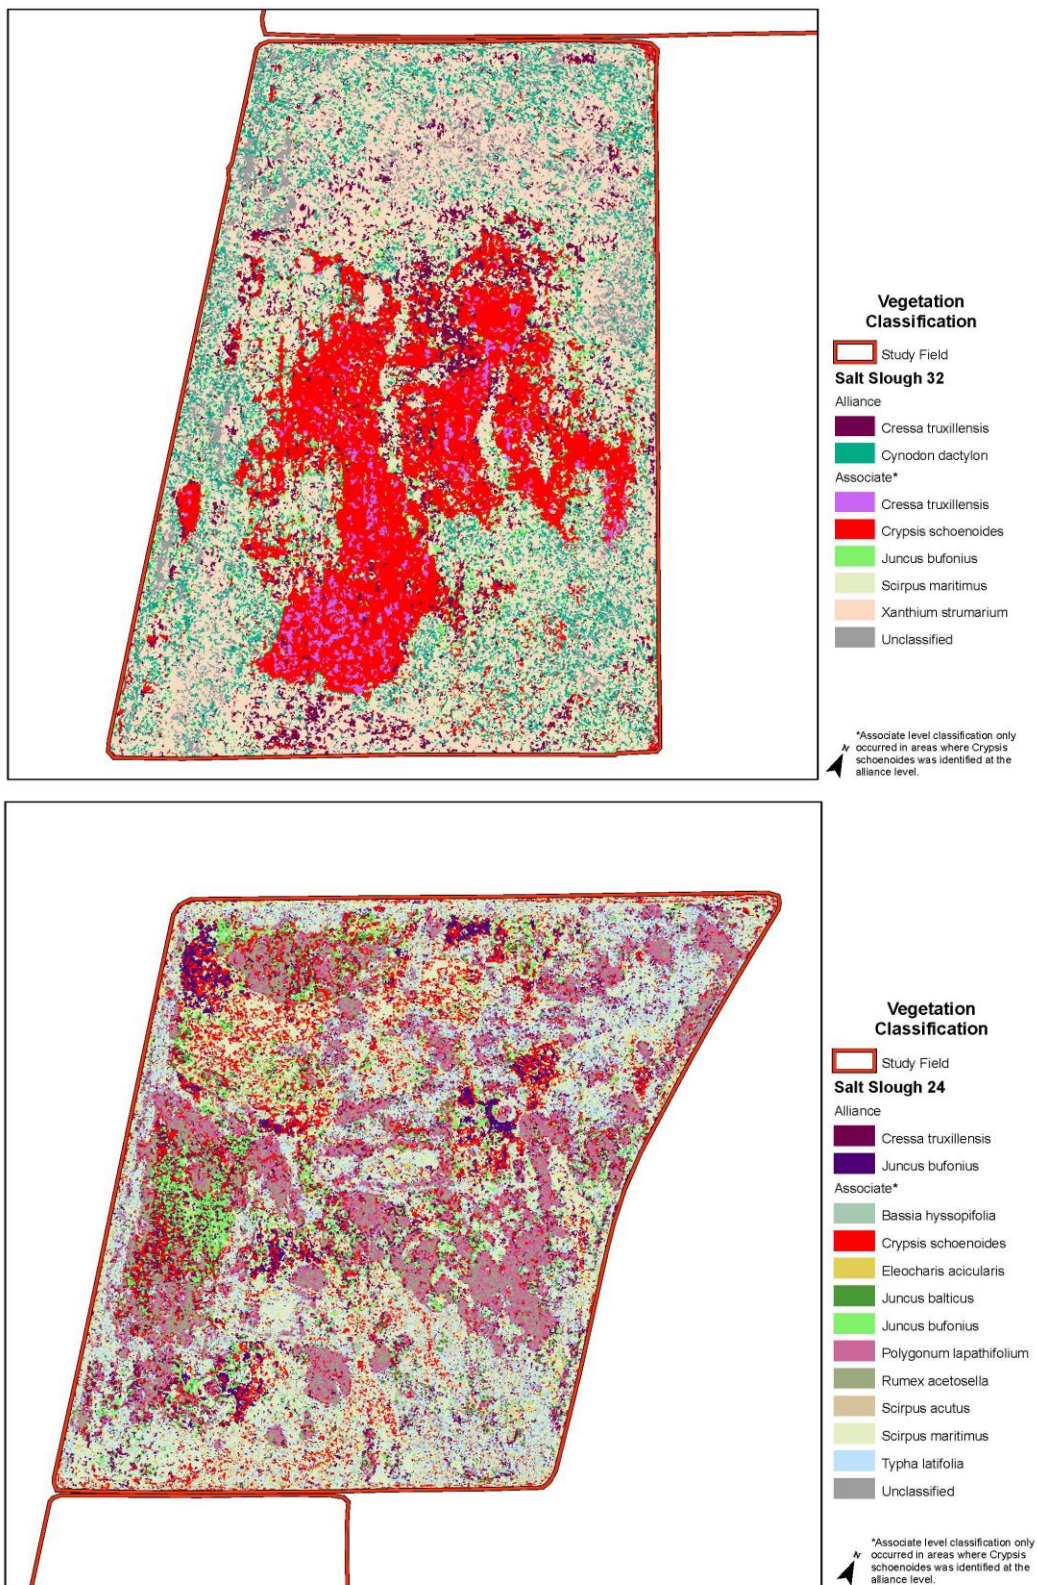 Vegetation
Classification
Study Field
Salt Slough 32
Alliance
Cressa truxillensis
Cynodon dactylon
Associate*
Cressa truxillensis
Crypsis schoenoides
Juncus bufonius
Scirpus maritimus
Xanthium strumarium
Unclassified
N
*Associate level classification only
occurred in areas where Crypsis
schoenoides was identified at the
alliance level.
Vegetation
Classification
Study Field
Salt Slough 24
Alliance
Cressa truxillensis
Juncus bufonius
Associate*
Bassia hyssopifolia
Crypsis schoenoides
Eleocharis acicularis
Juncus balticus
Juncus bufonius
Polygonum lapathifolium
Rumex acetosella
Scirpus acutus
Scirpus maritimus
Typha latifolia
Unclassified
N
*Associate level classification only
occurred in areas where Crypsis
schoenoides was identified at the
alliance level.